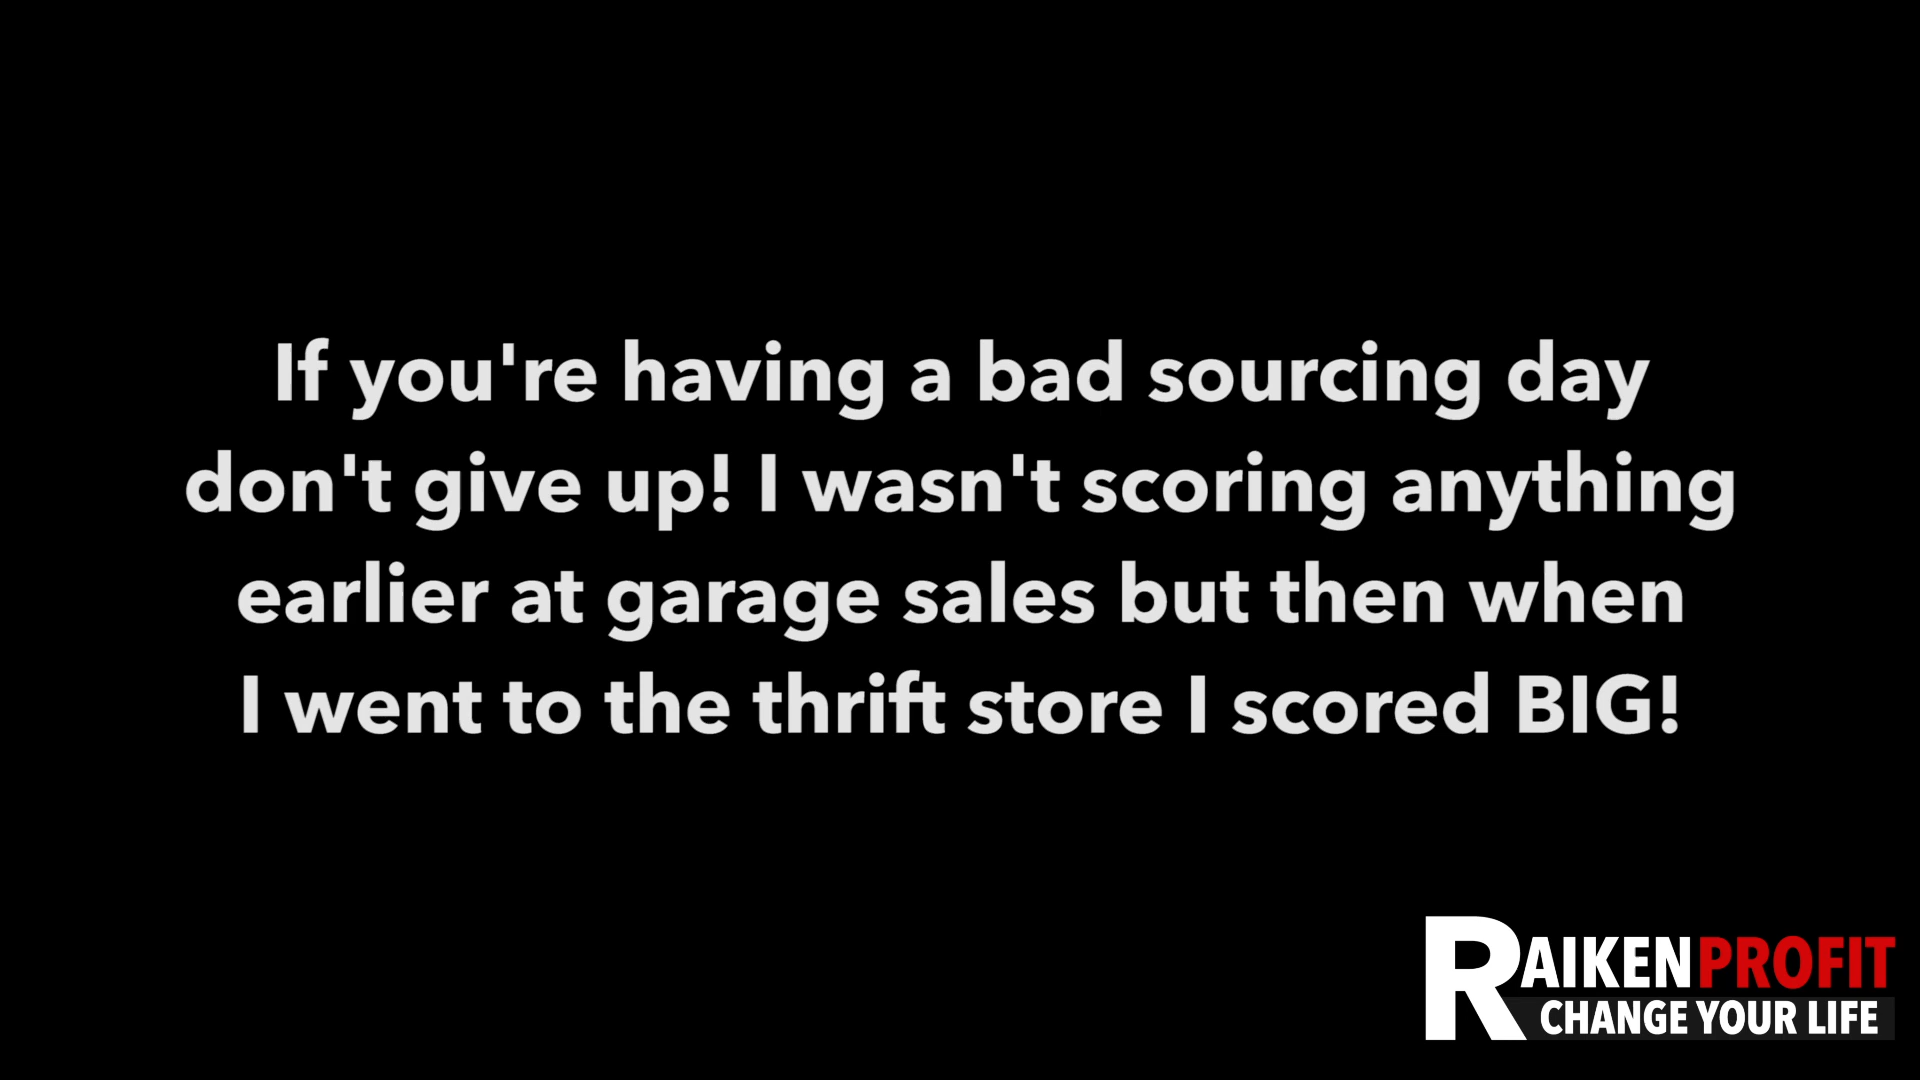 If you're having a bad sourcing day
don't give up! I wasn't scoring anything
earlier at garage sales but then when
I went to the thrift store I scored BIG!
RAIKENPROFIT
CHANGE YOUR LIFE